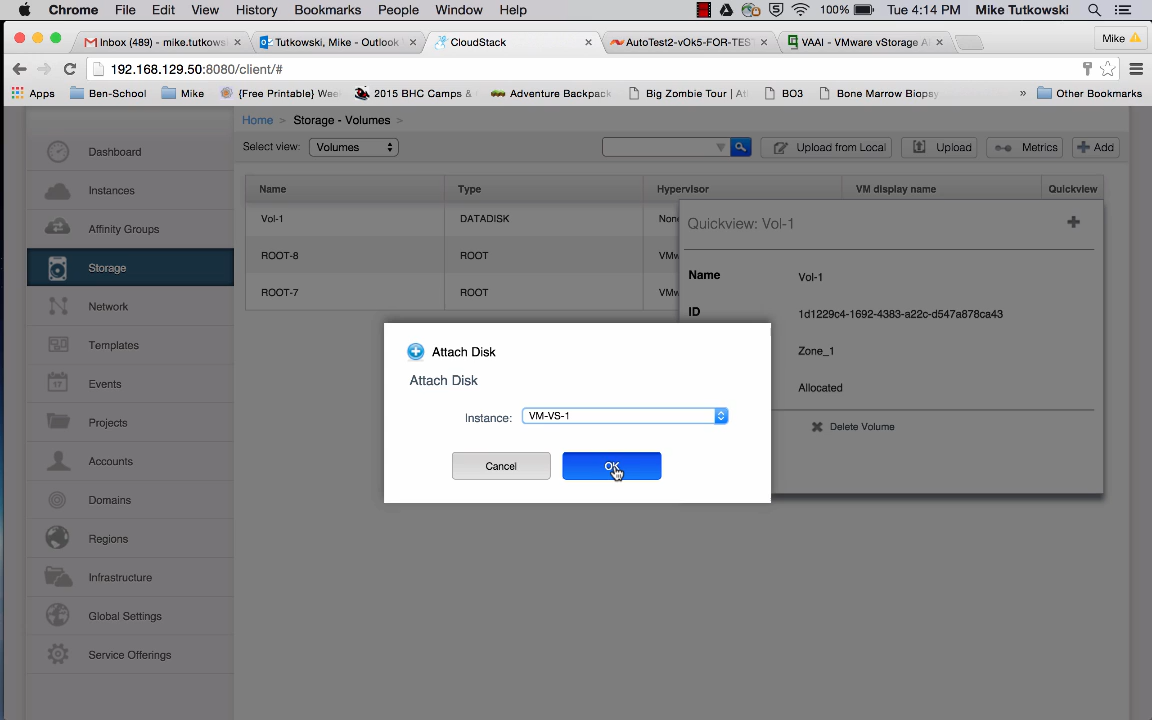 Chrome File Edit View History Bookmarks People Window Help 100% Tue 4:14 PM Mike Tutkowski
Inbox (489) - mike.tutkows Tutkowski, Mike - Outlook CloudStack AutoTest2-vOk5-FOR-TES VAAI - VMware vStorage A Mike
192.168.129.50:8080/client/#
Apps Ben-School Mike {Free Printable} Wee 2015 BHC Camps & Adventure Backpack Big Zombie Tour | Atl BO3 Bone Marrow Biopsy » Other Bookmarks
Home > Storage - Volumes >
Select view: Volumes Upload from Local Upload Metrics Add
Dashboard
Instances
Affinity Groups
Storage
Network
Templates
17 Events
Projects
Accounts
Domains
Regions
Infrastructure
Global Settings
Service Offerings
Name Type Hypervisor VM display name Quickview
Vol-1 DATADISK None
ROOT-8 ROOT VMw
ROOT-7 ROOT VMw
Quickview: Vol-1
Name Vol-1
ID 1d1229c4-1692-4383-a22c-d547a878ca43
Zone_1
Allocated
Delete Volume
Attach Disk
Attach Disk
Instance: VM-VS-1
Cancel OK